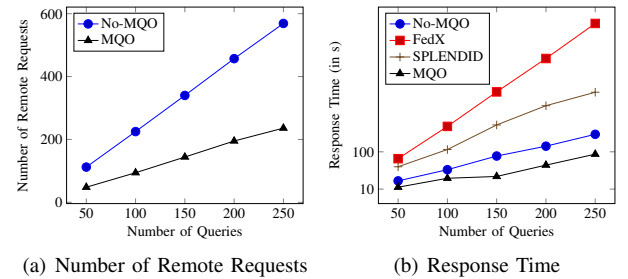 600
400
200
0
Number of Remote Requests
No-MQO
MQO
50 100 150 200 250
Number of Queries
(a) Number of Remote Requests
100
10
Response Time (in s)
No-MQO
FedX
SPLENDID
MQO
50 100 150 200 250
Number of Queries
(b) Response Time